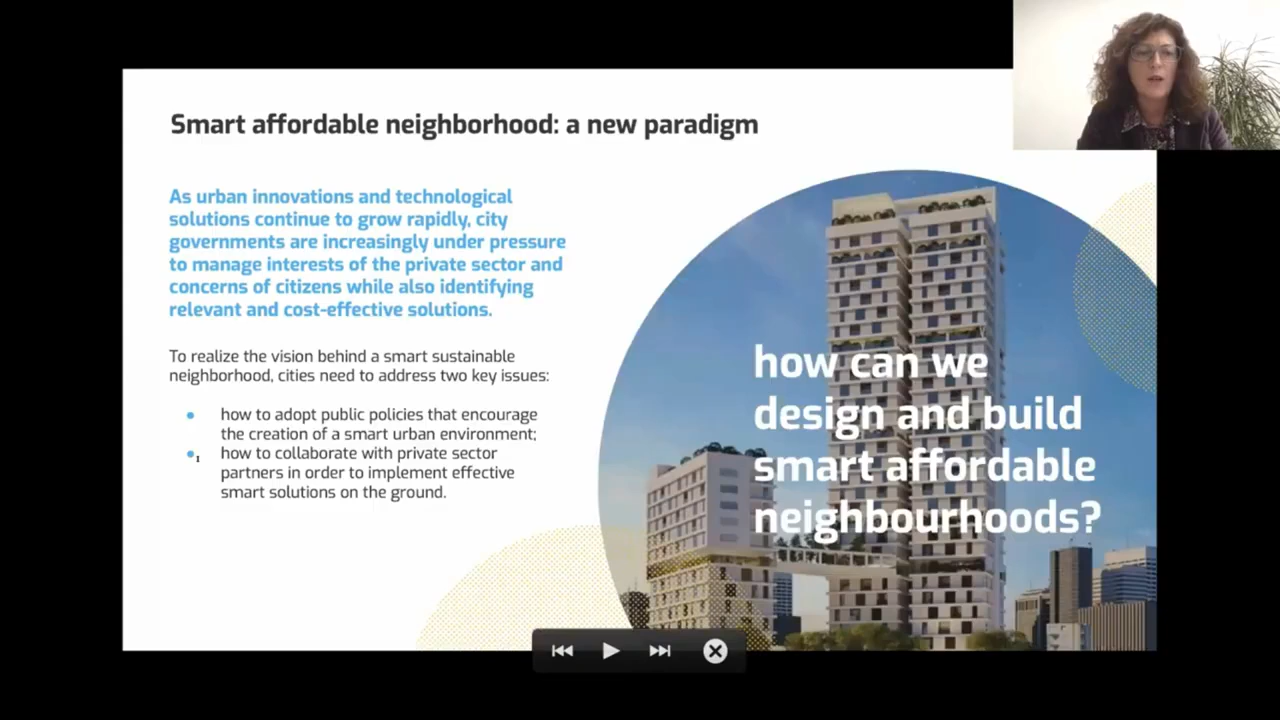 Smart affordable neighborhood: a new paradigm
As urban innovations and technological
solutions continue to grow rapidly, city
governments are increasingly under pressure
to manage interests of the private sector and
concerns of citizens while also identifying
relevant and cost-effective solutions.
To realize the vision behind a smart sustainable
neighborhood, cities need to address two key issues:
how to adopt public policies that encourage
the creation of a smart urban environment;
how to collaborate with private sector
partners in order to implement effective
smart solutions on the ground.
how can we
design and build
smart affordable
neighbourhoods?